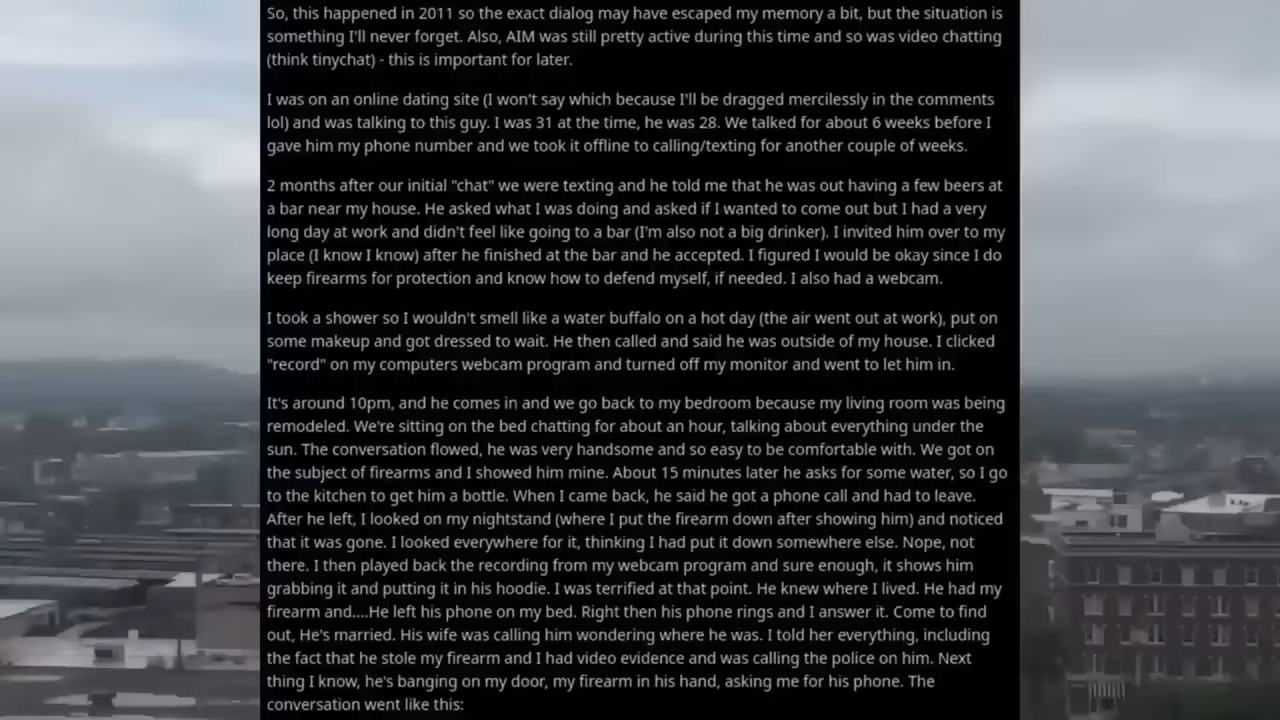 So, this happened in 2011 so the exact dialog may have escaped my memory a bit, but the situation is
something I'll never forget. Also, AIM was still pretty active during this time and so was video chatting
(think tinychat) - this is important for later.
I was on an online dating site (I won't say which because I'll be dragged mercilessly in the comments
lol) and was talking to this guy. I was 31 at the time, he was 28. We talked for about 6 weeks before I
gave him my phone number and we took it offline to calling/texting for another couple of weeks.
2 months after our initial "chat" we were texting and he told me that he was out having a few beers at
a bar near my house. He asked what I was doing and asked if I wanted to come out but I had a very
long day at work and didn't feel like going to a bar (I'm also not a big drinker). I invited him over to my
place (I know I know) after he finished at the bar and he accepted. I figured I would be okay since I do
keep firearms for protection and know how to defend myself, if needed. I also had a webcam.
I took a shower so I wouldn't smell like a water buffalo on a hot day (the air went out at work), put on
some makeup and got dressed to wait. He then called and said he was outside of my house. I clicked
"record" on my computers webcam program and turned off my monitor and went to let him in.
It's around 10pm, and he comes in and we go back to my bedroom because my living room was being
remodeled. We're sitting on the bed chatting for about an hour, talking about everything under the
sun. The conversation flowed, he was very handsome and so easy to be comfortable with. We got on
the subject of firearms and I showed him mine. About 15 minutes later he asks for some water, so I go
to the kitchen to get him a bottle. When I came back, he said he got a phone call and had to leave.
After he left, I looked on my nightstand (where I put the firearm down after showing him) and noticed
that it was gone. I looked everywhere for it, thinking I had put it down somewhere else. Nope, not
there. I then played back the recording from my webcam program and sure enough, it shows him
grabbing it and putting it in his hoodie. I was terrified at that point. He knew where I lived. He had my
firearm and....He left his phone on my bed. Right then his phone rings and I answer it. Come to find
out, He's married. His wife was calling him wondering where he was. I told her everything, including
the fact that he stole my firearm and I had video evidence and was calling the police on him. Next
thing I know, he's banging on my door, my firearm in his hand, asking me for his phone. The
conversation went like this: